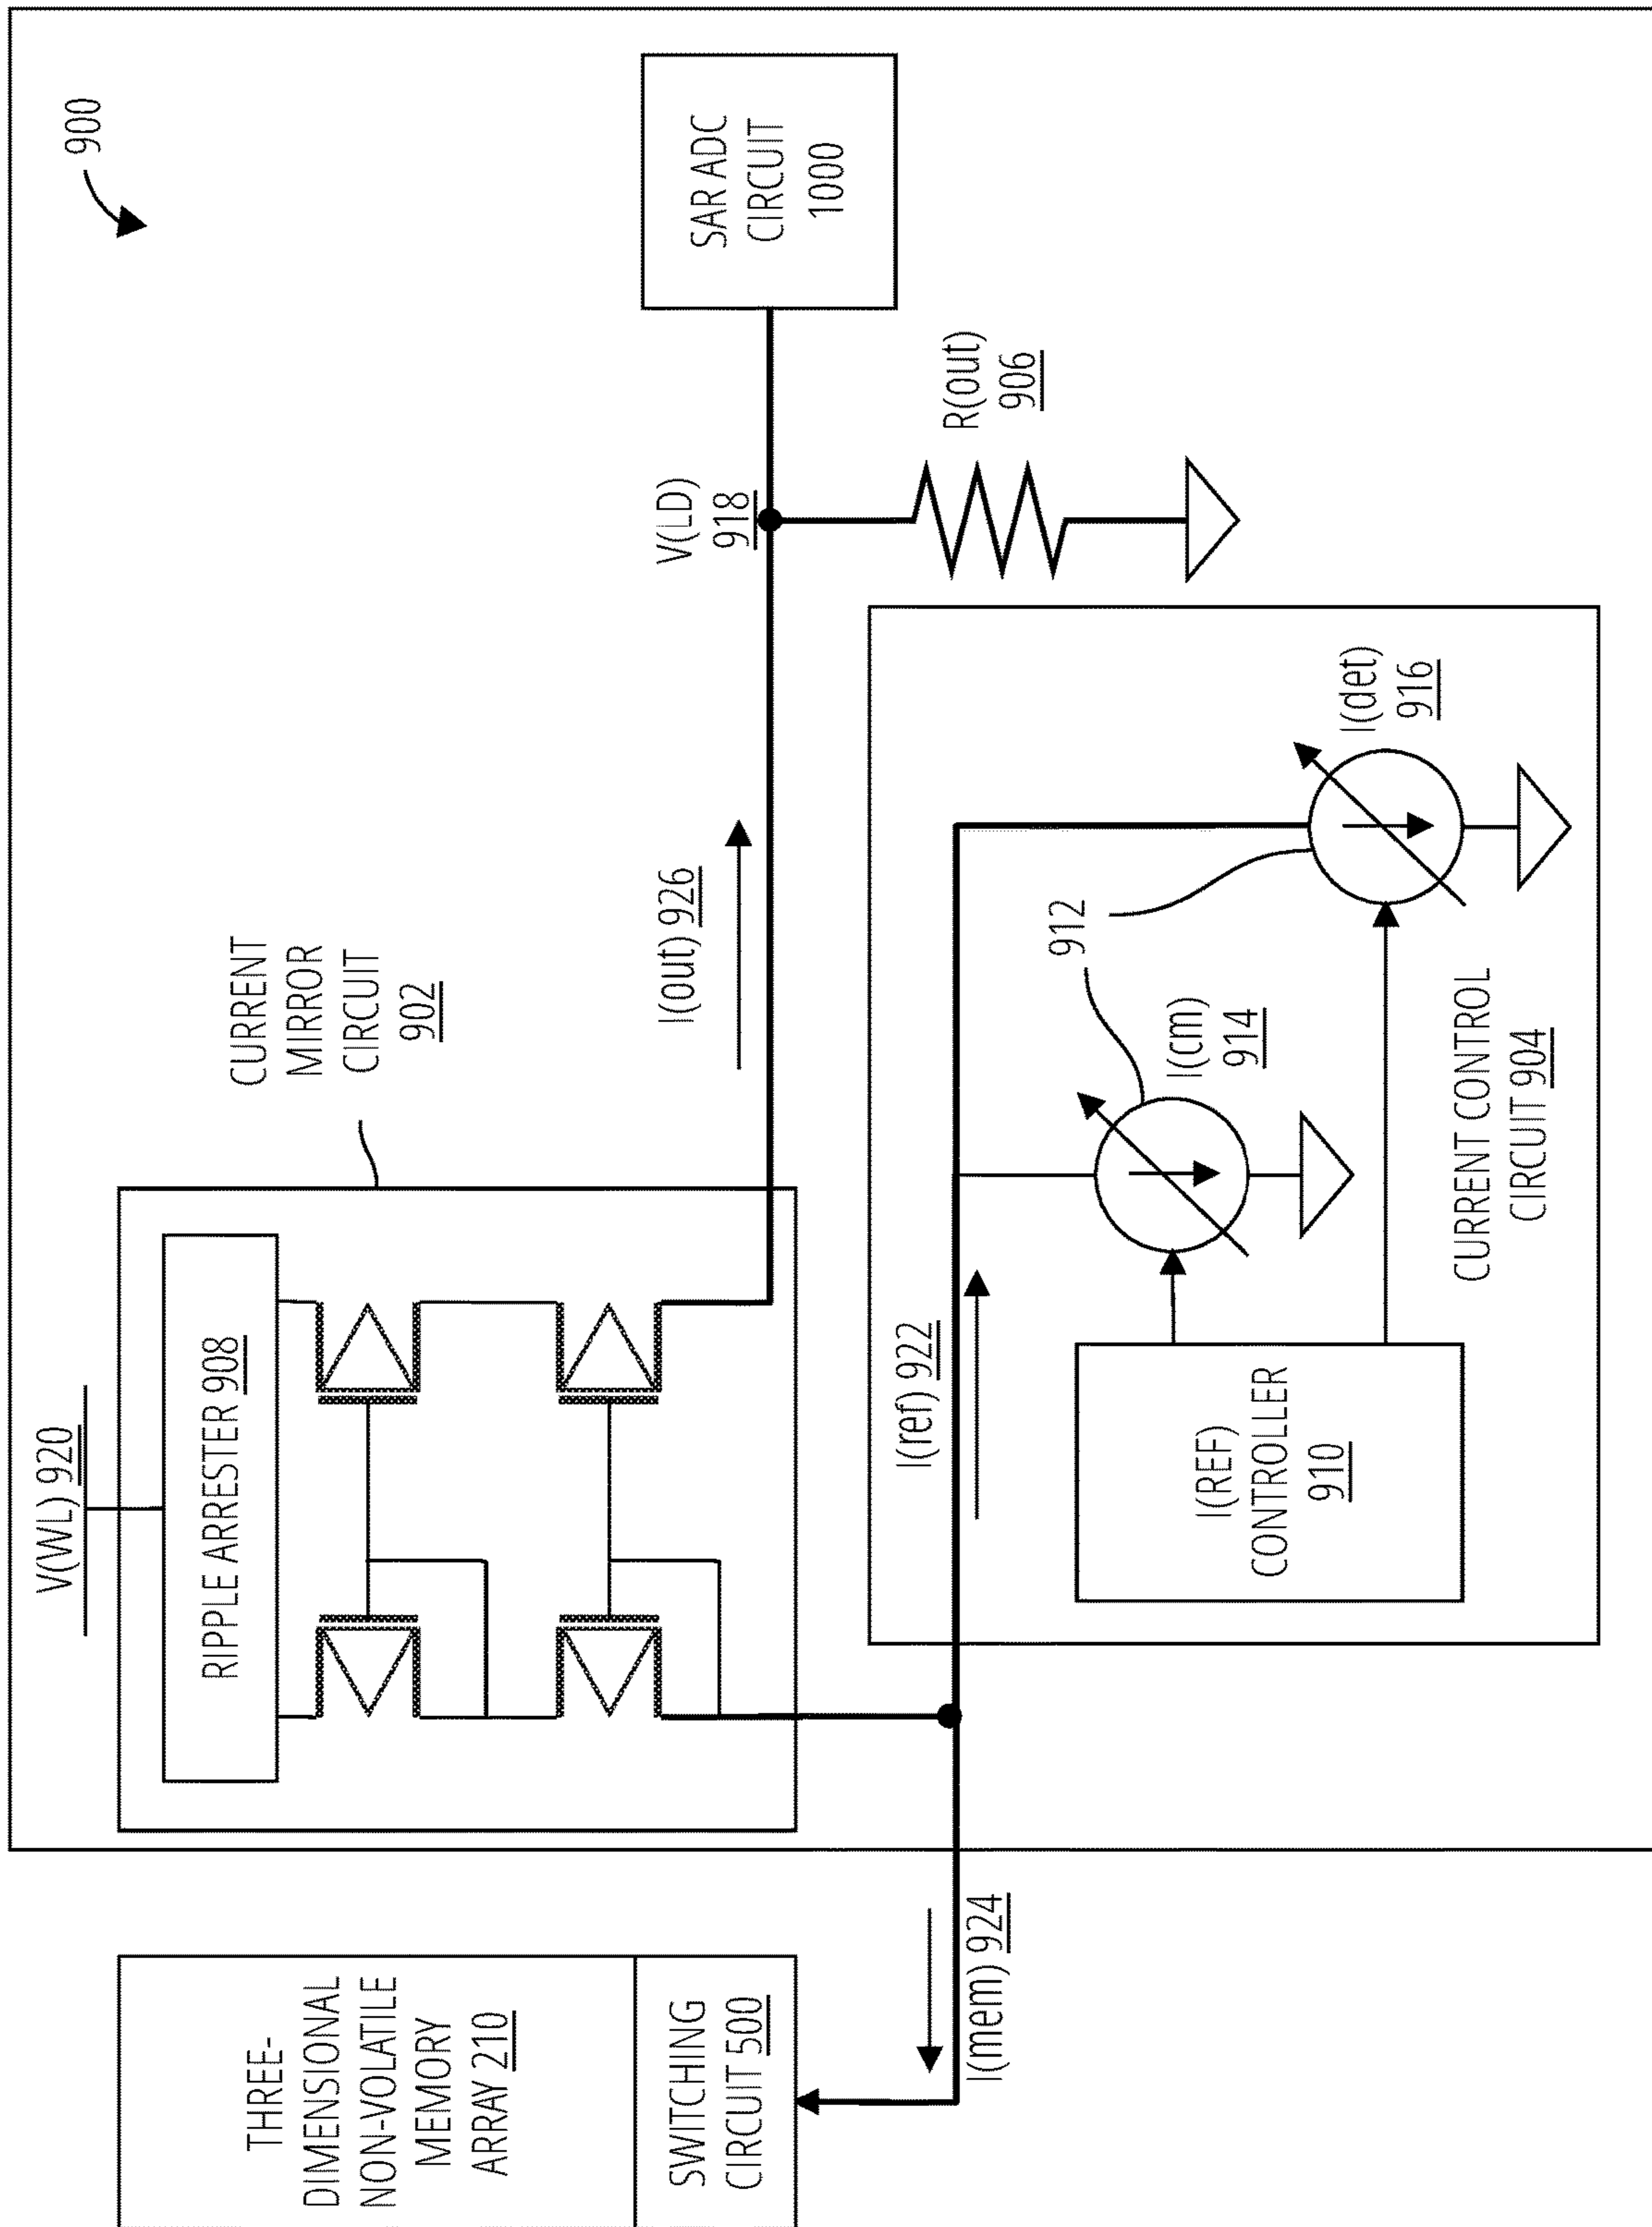 900
THREE-
DIMENSIONAL
NON-VOLATILE
MEMORY
ARRAY 210
SWITCHING
CIRCUIT 500
I(mem) 924
V(WL) 920
RIPPLE ARRESTER 908
CURRENT
MIRROR
CIRCUIT
902
I(out) 926
V(LD)
918
SAR ADC
CIRCUIT
1000
R(out)
906
I(ref) 922
I(REF)
CONTROLLER
910
I(cm)
914
912
I(det)
916
CURRENT CONTROL
CIRCUIT 904